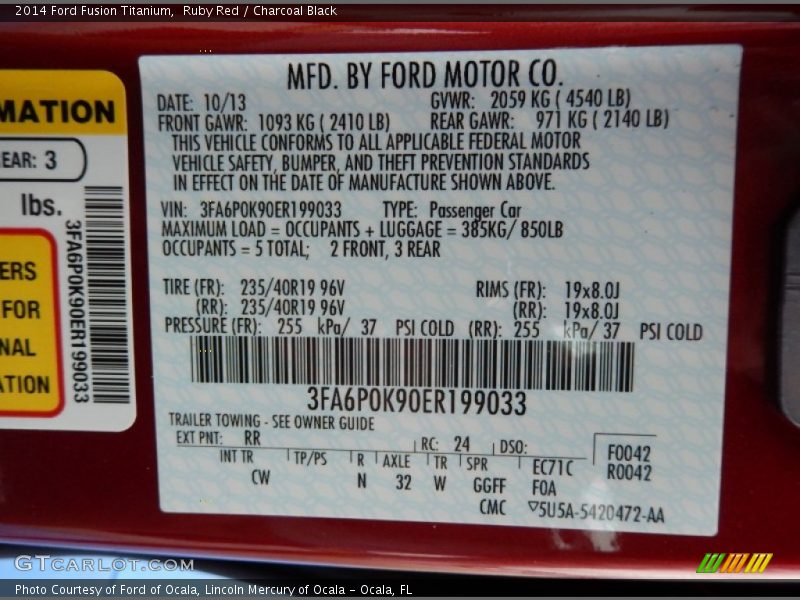 2014 Ford Fusion Titanium,  Ruby Red / Charcoal Black
MATION
EAR: 3
lbs.
ERS
FOR
NAL
ATION
3FA6P0K90ER199033
MFD. BY FORD MOTOR CO.
DATE: 10/13 GVWR: 2059 KG ( 4540 LB)
FRONT GAWR: 1093 KG ( 2410 LB) REAR GAWR: 971 KG ( 2140 LB)
THIS VEHICLE CONFORMS TO ALL APPLICABLE FEDERAL MOTOR
VEHICLE SAFETY, BUMPER, AND THEFT PREVENTION STANDARDS
IN EFFECT ON THE DATE OF MANUFACTURE SHOWN ABOVE.
VIN: 3FA6P0K90ER199033 TYPE: Passenger Car
MAXIMUM LOAD = OCCUPANTS + LUGGAGE = 385KG/ 850LB
OCCUPANTS = 5 TOTAL; 2 FRONT, 3 REAR
TIRE (FR): 235/40R19 96V RIMS (FR): 19x8.0J
(RR): 235/40R19 96V (RR): 19x8.0J
PRESSURE (FR): 255 kPa/ 37 PSI COLD (RR): 255 kPa/ 37 PSI COLD
3FA6P0K90ER199033
TRAILER TOWING - SEE OWNER GUIDE
EXT PNT: RR RC: 24 DSO: F0042
INT TR TP/PS R AXLE TR SPR EC71C R0042
CW N 32 W GGFF FOA
CMC ▽5U5A-5420472-AA
GTCARLOT.COM
Photo Courtesy of Ford of Ocala, Lincoln Mercury of Ocala – Ocala, FL